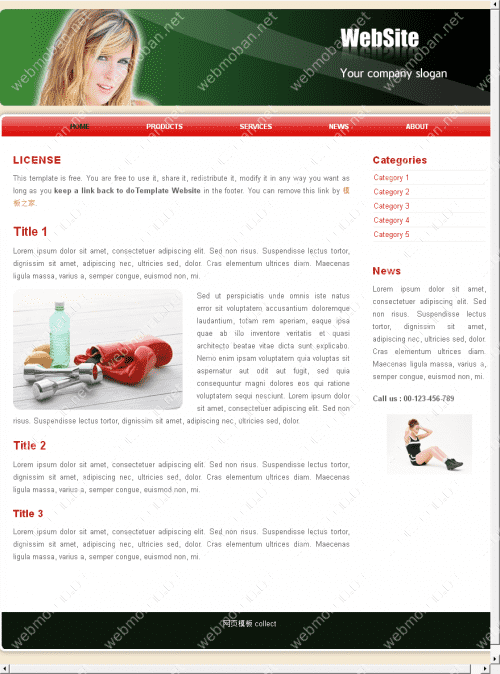 WebSite
Your company slogan
HOME PRODUCTS SERVICES NEWS ABOUT
LICENSE
This template is free. You are free to use it, share it, redistribute it, modify it in any way you want as
long as you keep a link back to doTemplate Website in the footer. You can remove this link by 模
板之家.
Title 1
Lorem ipsum dolor sit amet, consectetuer adipiscing elit. Sed non risus. Suspendisse lectus tortor,
dignissim sit amet, adipiscing nec, ultricies sed, dolor. Cras elementum ultrices diam. Maecenas
ligula massa, varius a, semper congue, euismod non, mi.
Sed ut perspiciatis unde omnis iste natus
error sit voluptatem accusantium doloremque
laudantium, totam rem aperiam, eaque ipsa
quae ab illo inventore veritatis et quasi
architecto beatae vitae dicta sunt explicabo.
Nemo enim ipsam voluptatem quia voluptas sit
aspernatur aut odit aut fugit, sed quia
consequuntur magni dolores eos qui ratione
voluptatem sequi nesciunt. Lorem ipsum dolor
sit amet, consectetuer adipiscing elit. Sed non
risus. Suspendisse lectus tortor, dignissim sit amet, adipiscing nec, ultricies sed, dolor.
Title 2
Lorem ipsum dolor sit amet, consectetuer adipiscing elit. Sed non risus. Suspendisse lectus tortor,
dignissim sit amet, adipiscing nec, ultricies sed, dolor. Cras elementum ultrices diam. Maecenas
ligula massa, varius a, semper congue, euismod non, mi.
Title 3
Lorem ipsum dolor sit amet, consectetuer adipiscing elit. Sed non risus. Suspendisse lectus tortor,
dignissim sit amet, adipiscing nec, ultricies sed, dolor. Cras elementum ultrices diam. Maecenas
ligula massa, varius a, semper congue, euismod non, mi.
Categories
Category 1
Category 2
Category 3
Category 4
Category 5
News
Lorem ipsum dolor sit amet,
consectetuer adipiscing elit. Sed
non risus. Suspendisse lectus
tortor, dignissim sit amet,
adipiscing nec, ultricies sed, dolor.
Cras elementum ultrices diam.
Maecenas ligula massa, varius a,
semper congue, euismod non, mi.
Call us : 00-123-456-789
网页模板 collect
webmoban.net